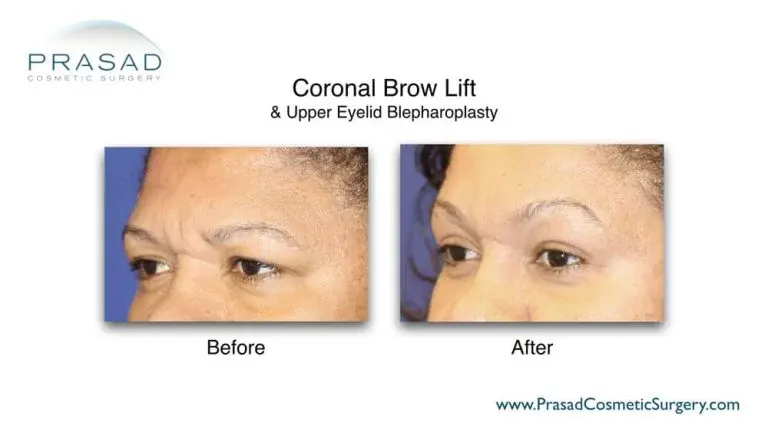 PRASAD
COSMETIC SURGERY
Coronal Brow Lift
& Upper Eyelid Blepharoplasty
Before
After
www.PrasadCosmeticSurgery.com